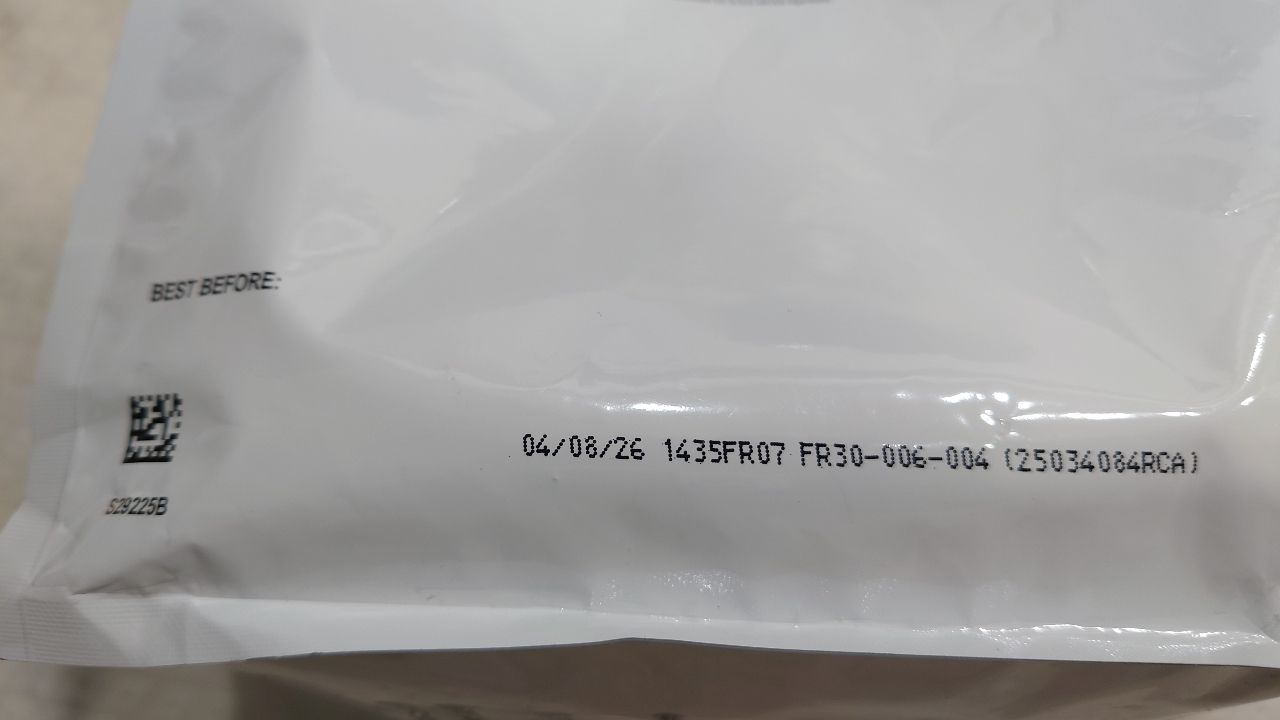 BEST BEFORE:
04/08/26 1435FR07 FR30-006-004 (25034084RCA)
S29225B